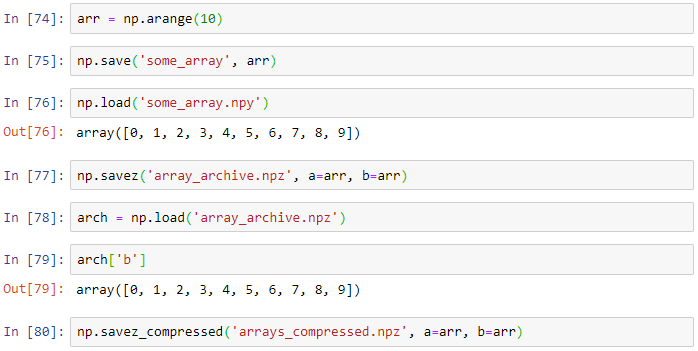 In [74]: arr = np.arange(10)
In [75]: np.save('some_array', arr)
In [76]: np.load('some_array.npy')
Out[76]: array([0, 1, 2, 3, 4, 5, 6, 7, 8, 9])
In [77]: np.savez('array_archive.npz', a=arr, b=arr)
In [78]: arch = np.load('array_archive.npz')
In [79]: arch['b']
Out[79]: array([0, 1, 2, 3, 4, 5, 6, 7, 8, 9])
In [80]: np.savez_compressed('arrays_compressed.npz', a=arr, b=arr)